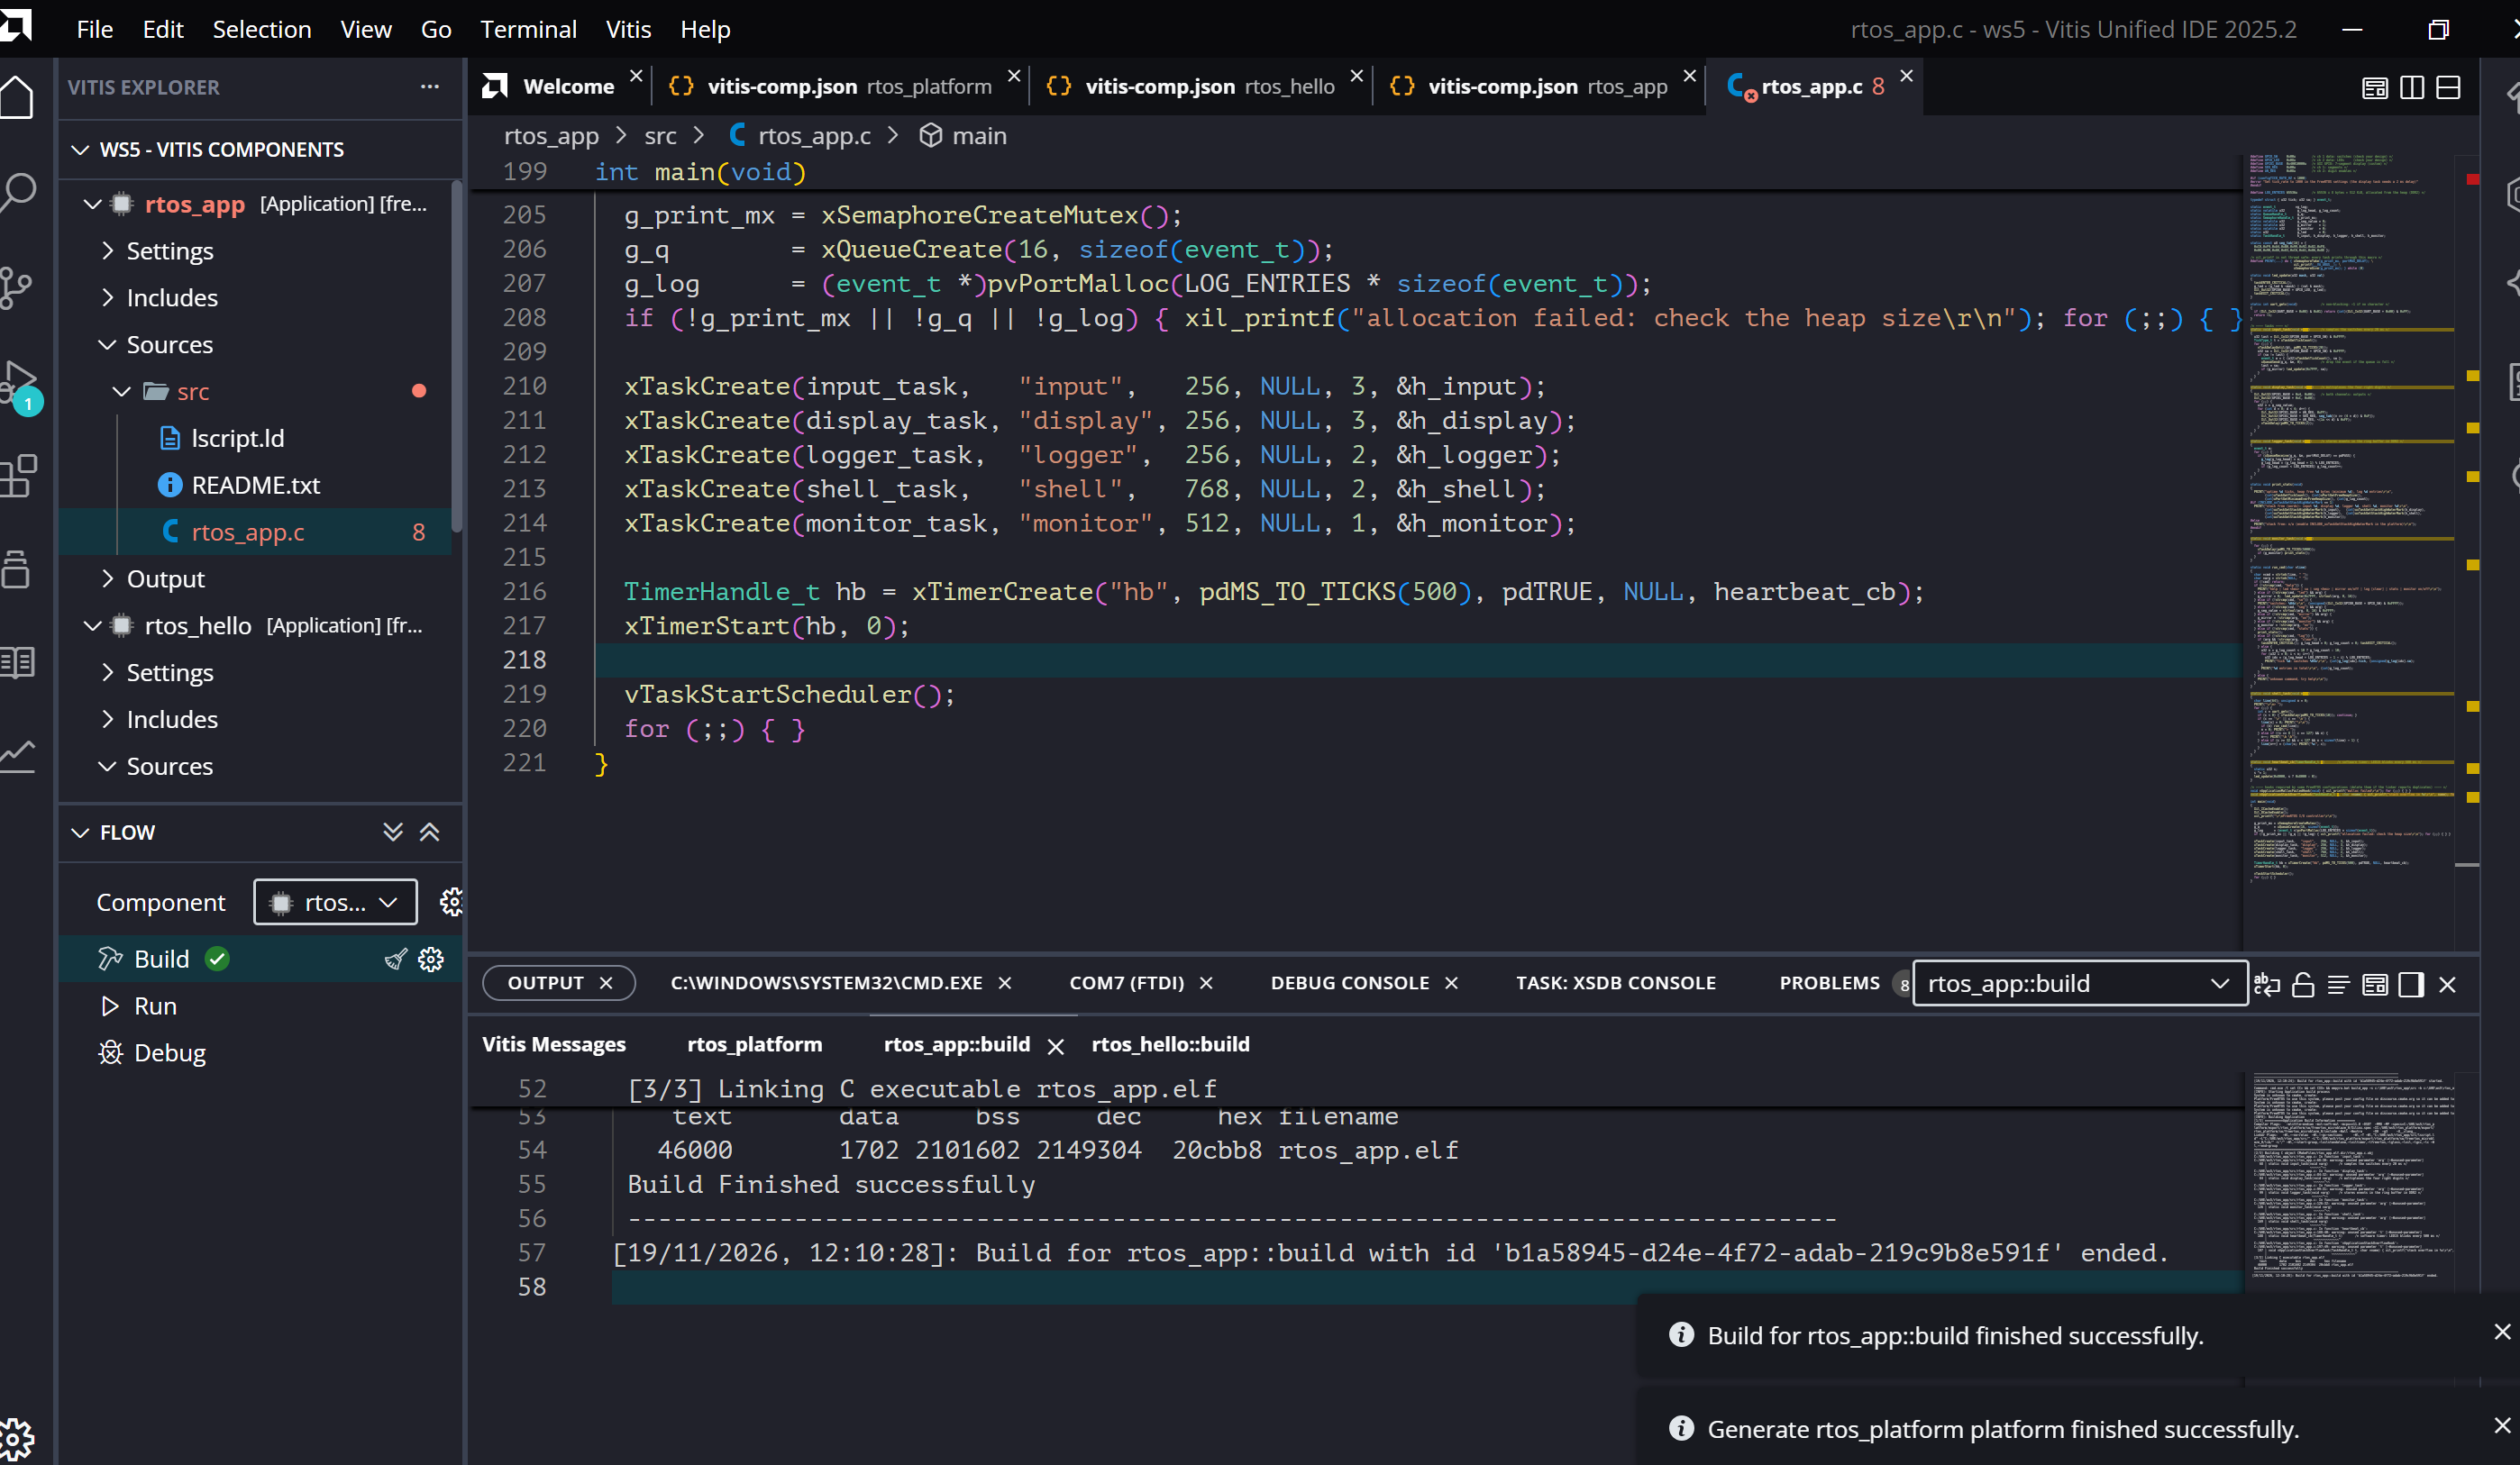 File Edit Selection View Go Terminal Vitis Help
rtos_app.c - ws5 - Vitis Unified IDE 2025.2
VITIS EXPLORER
WS5 - VITIS COMPONENTS
rtos_app [Application] [fre...
Settings
Includes
Sources
src
lscript.ld
README.txt
rtos_app.c 8
Output
rtos_hello [Application] [fr...
Settings
Includes
Sources
1
FLOW
Component rtos...
Build
Run
Debug
Welcome vitis-comp.json rtos_platform vitis-comp.json rtos_hello vitis-comp.json rtos_app rtos_app.c 8
rtos_app > src > rtos_app.c > main
199 int main(void)
205 g_print_mx = xSemaphoreCreateMutex();
206 g_q = xQueueCreate(16, sizeof(event_t));
207 g_log = (event_t *)pvPortMalloc(LOG_ENTRIES * sizeof(event_t));
208 if (!g_print_mx || !g_q || !g_log) { xil_printf("allocation failed: check the heap size\r\n"); for (;;) { }
209
210 xTaskCreate(input_task, "input", 256, NULL, 3, &h_input);
211 xTaskCreate(display_task, "display", 256, NULL, 3, &h_display);
212 xTaskCreate(logger_task, "logger", 256, NULL, 2, &h_logger);
213 xTaskCreate(shell_task, "shell", 768, NULL, 2, &h_shell);
214 xTaskCreate(monitor_task, "monitor", 512, NULL, 1, &h_monitor);
215
216 TimerHandle_t hb = xTimerCreate("hb", pdMS_TO_TICKS(500), pdTRUE, NULL, heartbeat_cb);
217 xTimerStart(hb, 0);
218
219 vTaskStartScheduler();
220 for (;;) { }
221 }
OUTPUT C:\WINDOWS\SYSTEM32\CMD.EXE COM7 (FTDI) DEBUG CONSOLE TASK: XSDB CONSOLE PROBLEMS 8 rtos_app::build
Vitis Messages rtos_platform rtos_app::build rtos_hello::build
52 [3/3] Linking C executable rtos_app.elf
53 text data bss dec hex filename
54 46000 1702 2101602 2149304 20cbb8 rtos_app.elf
55 Build Finished successfully
56 --------------------------------------------------------------------------------
57 [19/11/2026, 12:10:28]: Build for rtos_app::build with id 'b1a58945-d24e-4f72-adab-219c9b8e591f' ended.
58
Build for rtos_app::build finished successfully.
Generate rtos_platform platform finished successfully.